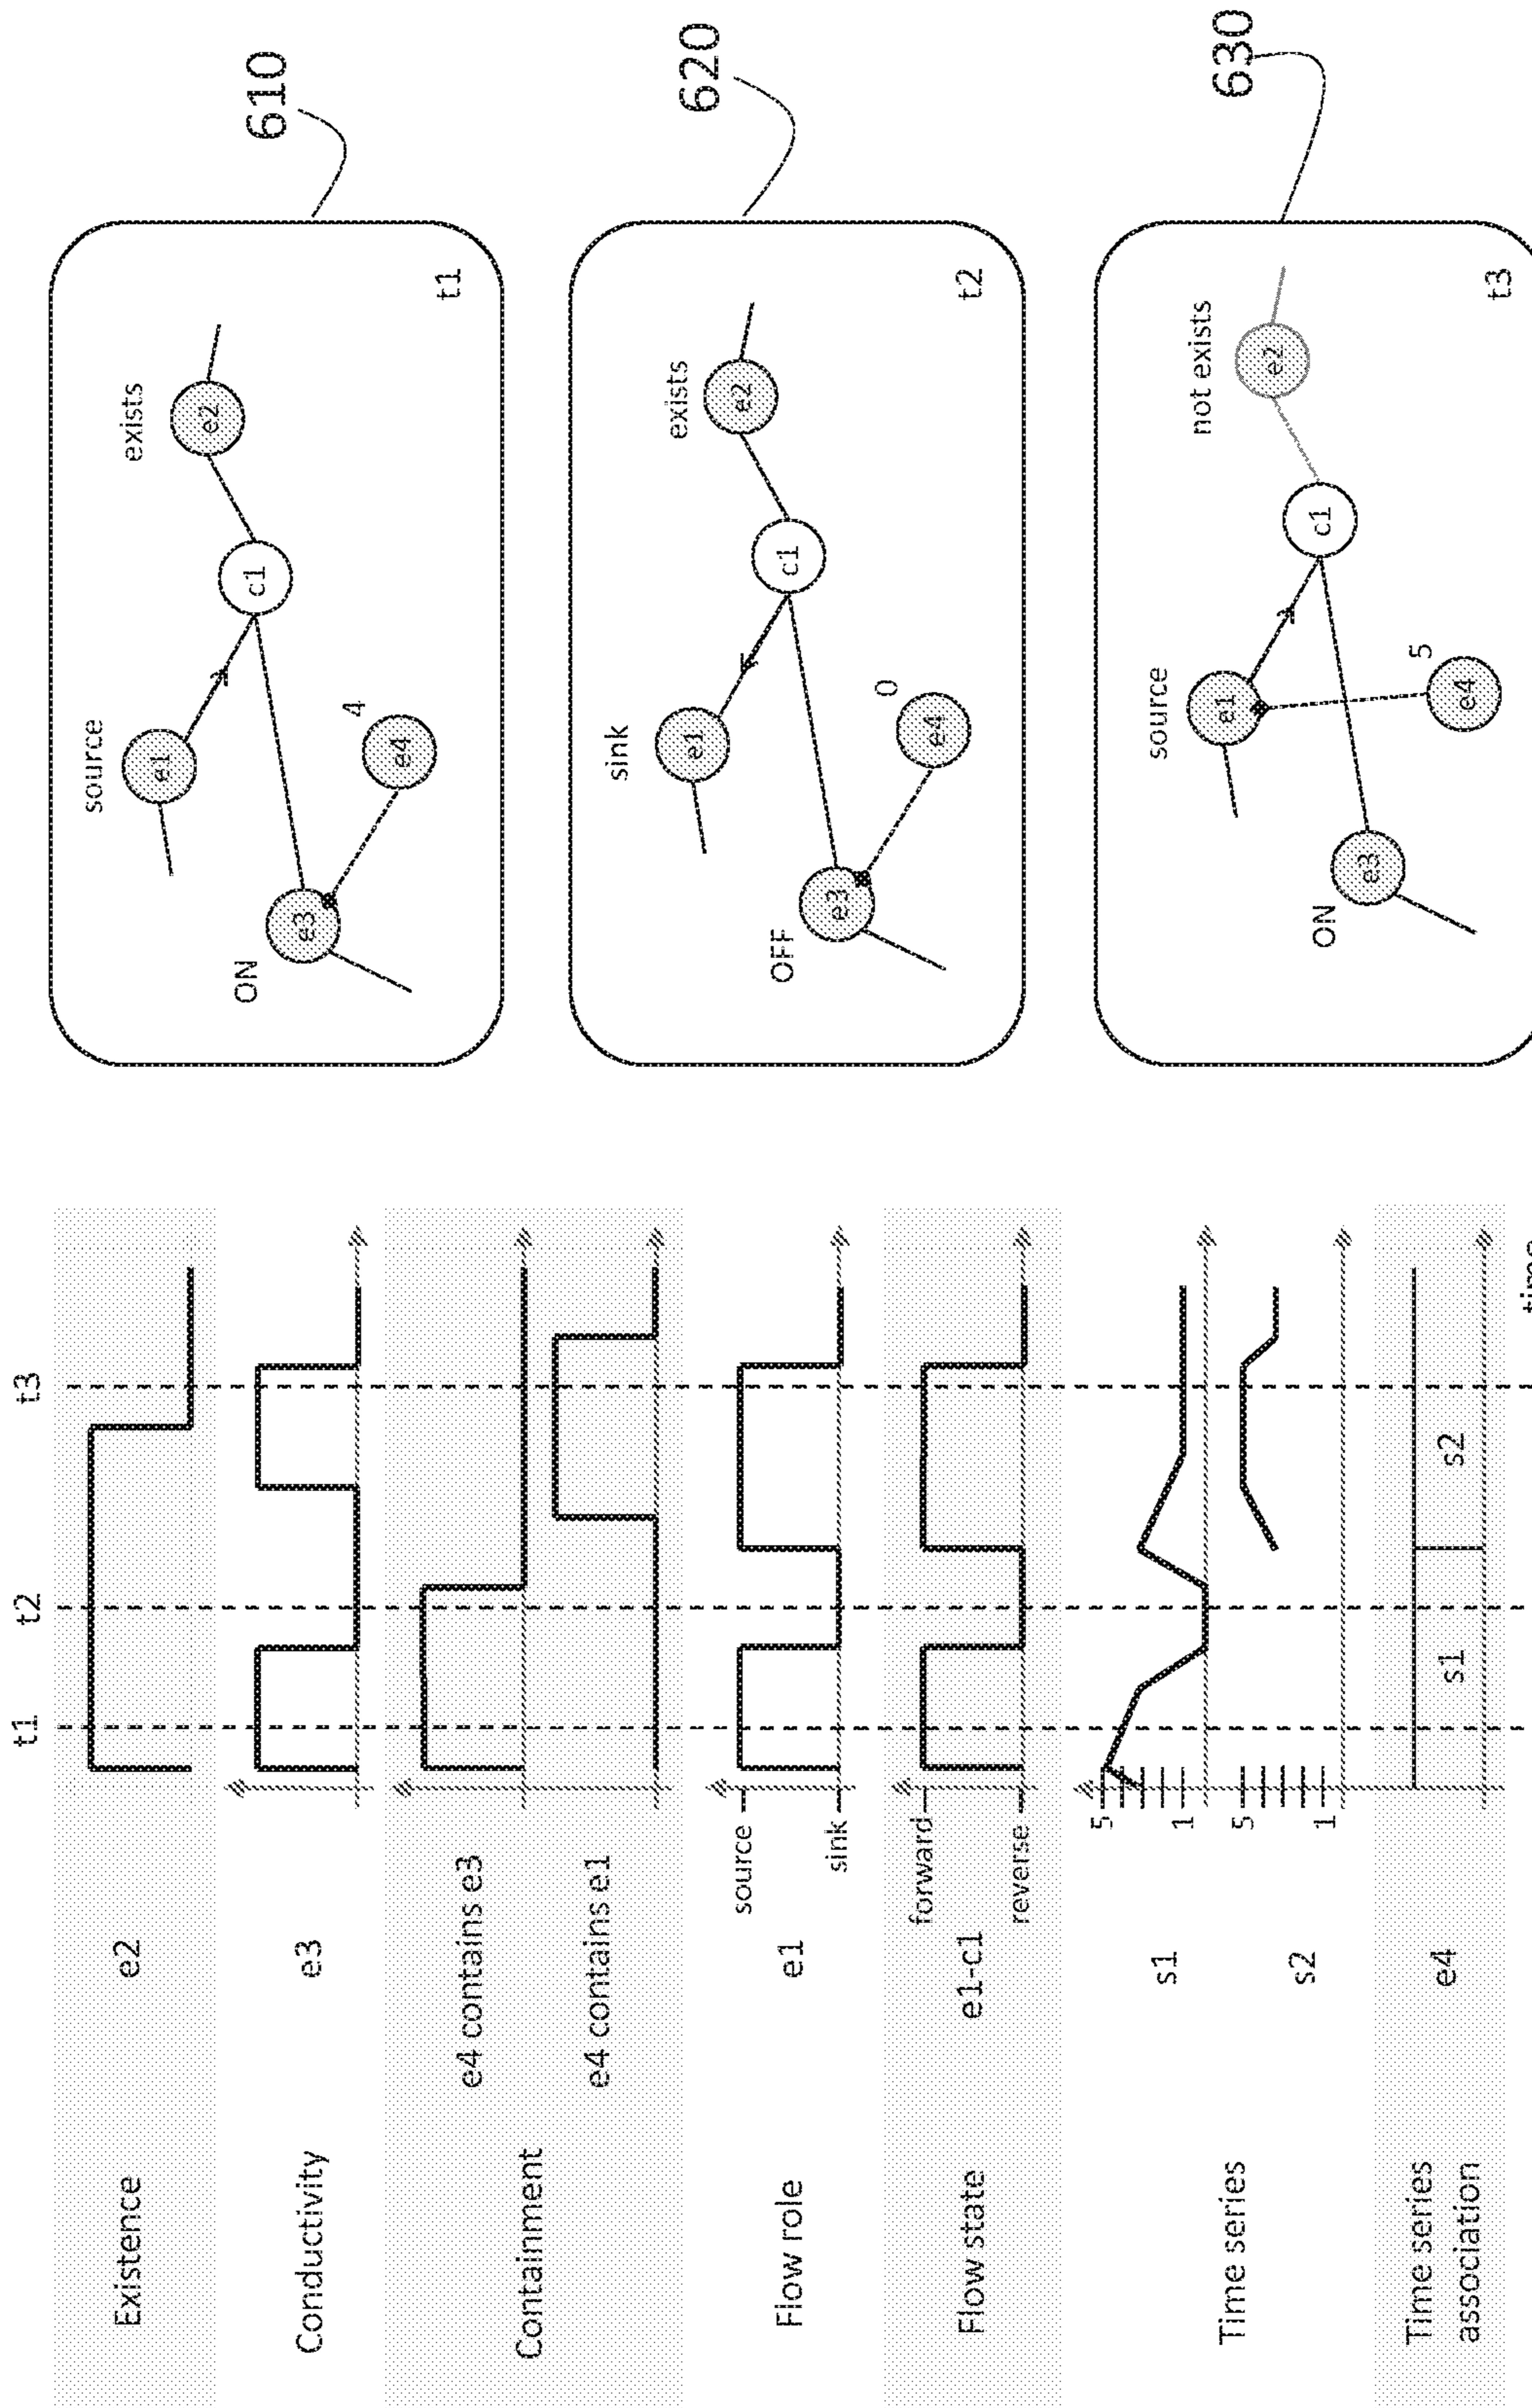 t1
t2
t3
Existence
e2
Conductivity
e3
Containment
e4 contains e3
e4 contains e1
Flow role
e1
source
sink
Flow state
e1-c1
forward
reverse
Time series
s1
5
1
s2
5
1
Time series
association
e4
s1
s2
time
610
source
exists
e1
e2
c1
ON
e3
4
e4
t1
620
sink
exists
e1
e2
c1
OFF
e3
0
e4
t2
630
source
not exists
e1
e2
c1
ON
e3
5
e4
t3